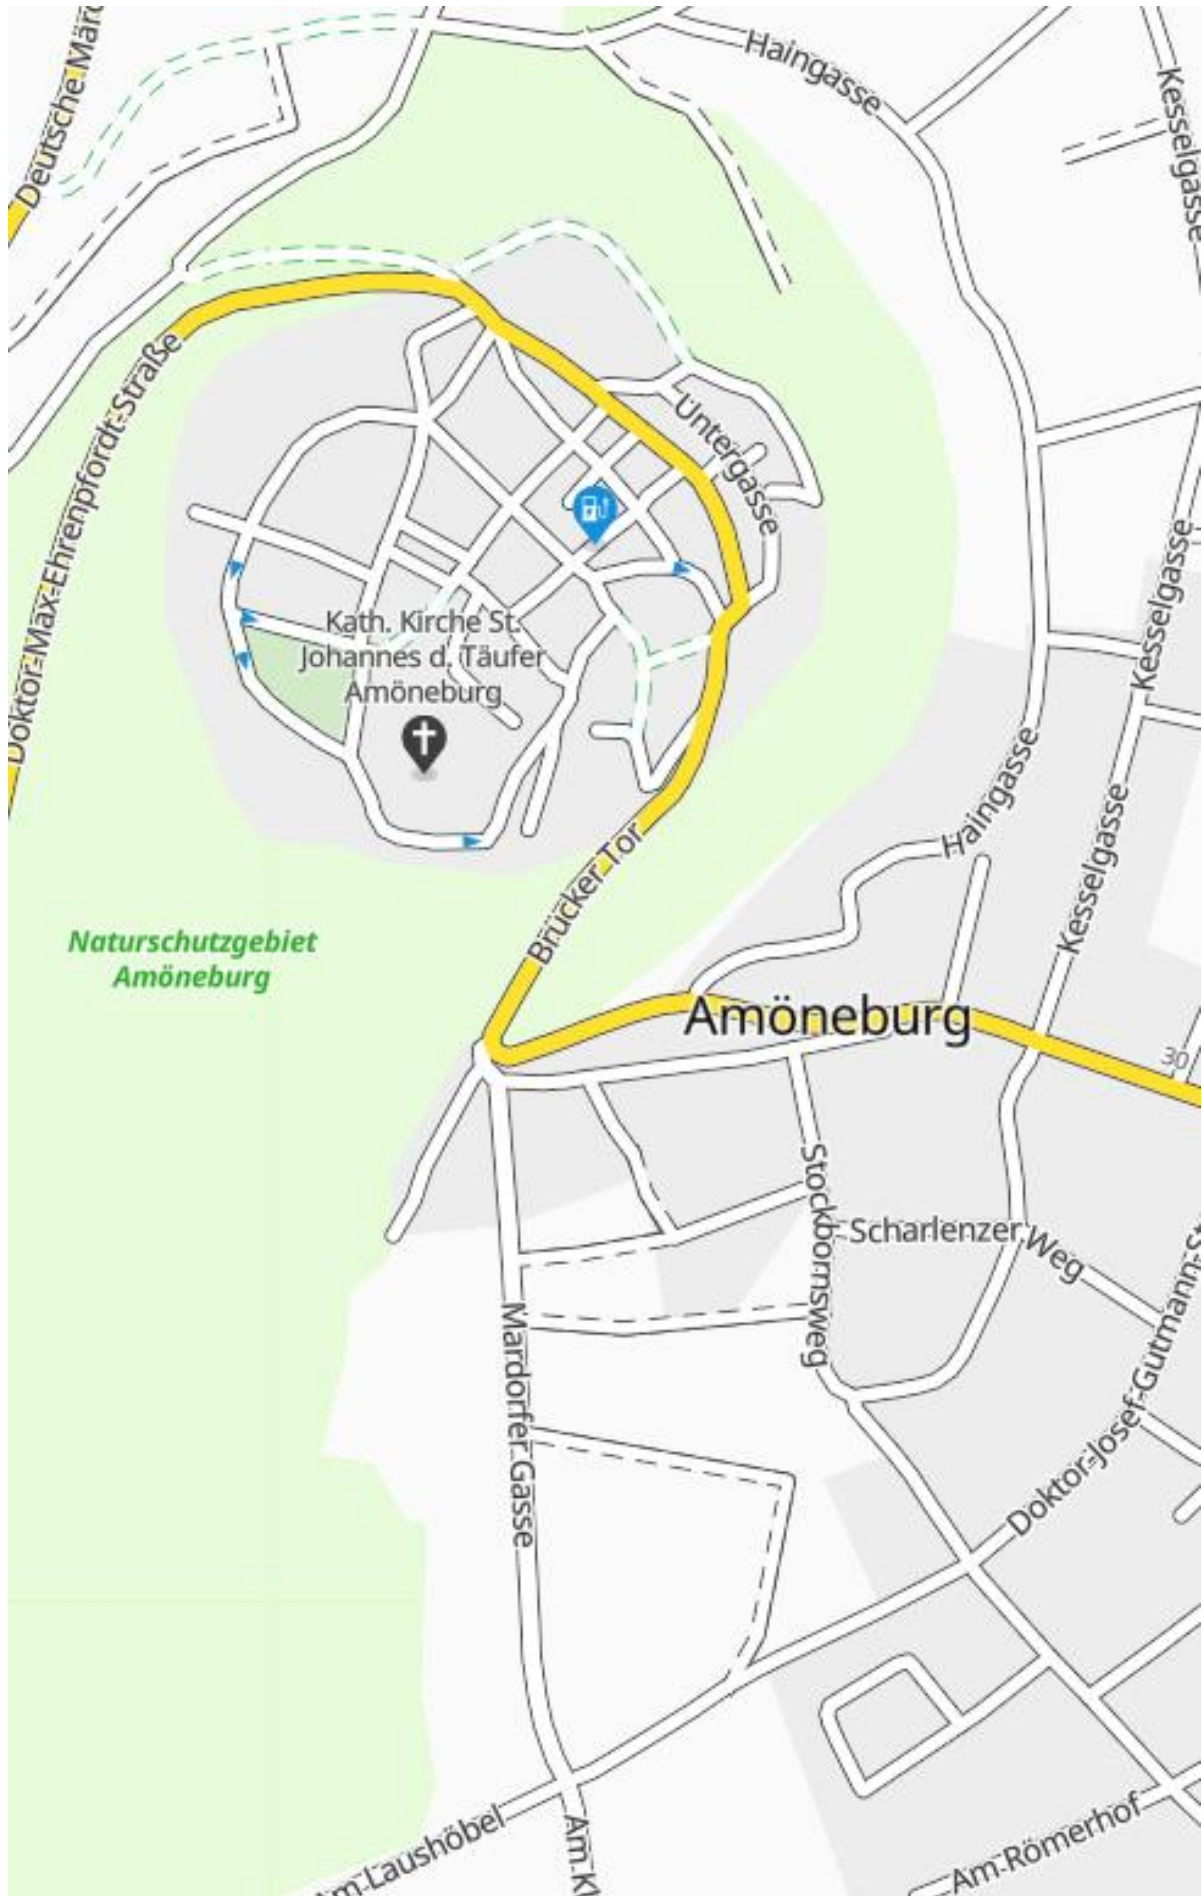 Deutsche Märc
Haingasse
Kesselgasse
Doktor-Max-Ehrenpfordt-Straße
Untergasse
Kath. Kirche St.
Johannes d. Täufer
Amöneburg
Kesselgasse
Haingasse
Kesselgasse
Brücker Tor
Naturschutzgebiet
Amöneburg
Amöneburg
30
Stockbornsweg
Scharlenzer Weg
Mardorfer Gasse
Doktor-Josef-Gutmann-S
Am Laushöbel
Am Kl
Am Römerhof